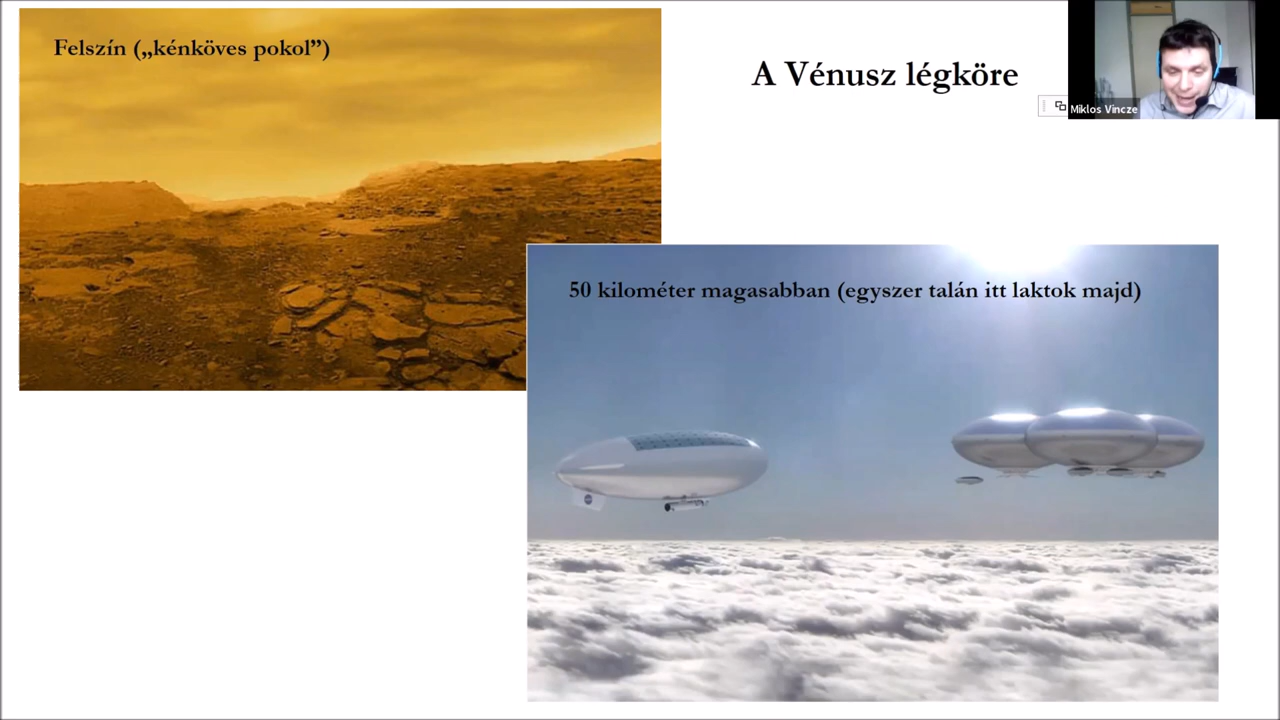 Felszín („kénköves pokol”)
A Vénusz légköre
Miklos Vincze
50 kilométer magasabban (egyszer talán itt laktok majd)